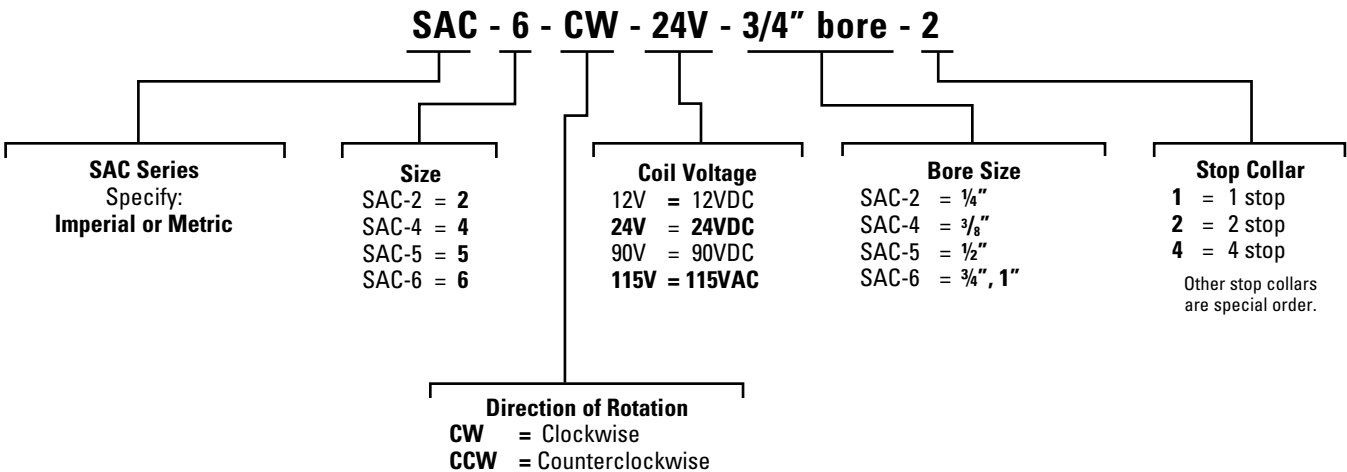 SAC - 6 - CW - 24V - 3/4” bore - 2
SAC Series
Specify:
Imperial or Metric
Size
SAC-2 = 2
SAC-4 = 4
SAC-5 = 5
SAC-6 = 6
Coil Voltage
12V = 12VDC
24V = 24VDC
90V = 90VDC
115V = 115VAC
Bore Size
SAC-2 = ¼”
SAC-4 = ³/₈”
SAC-5 = ½”
SAC-6 = ¾”, 1”
Stop Collar
1 = 1 stop
2 = 2 stop
4 = 4 stop
Other stop collars
are special order.
Direction of Rotation
CW = Clockwise
CCW = Counterclockwise